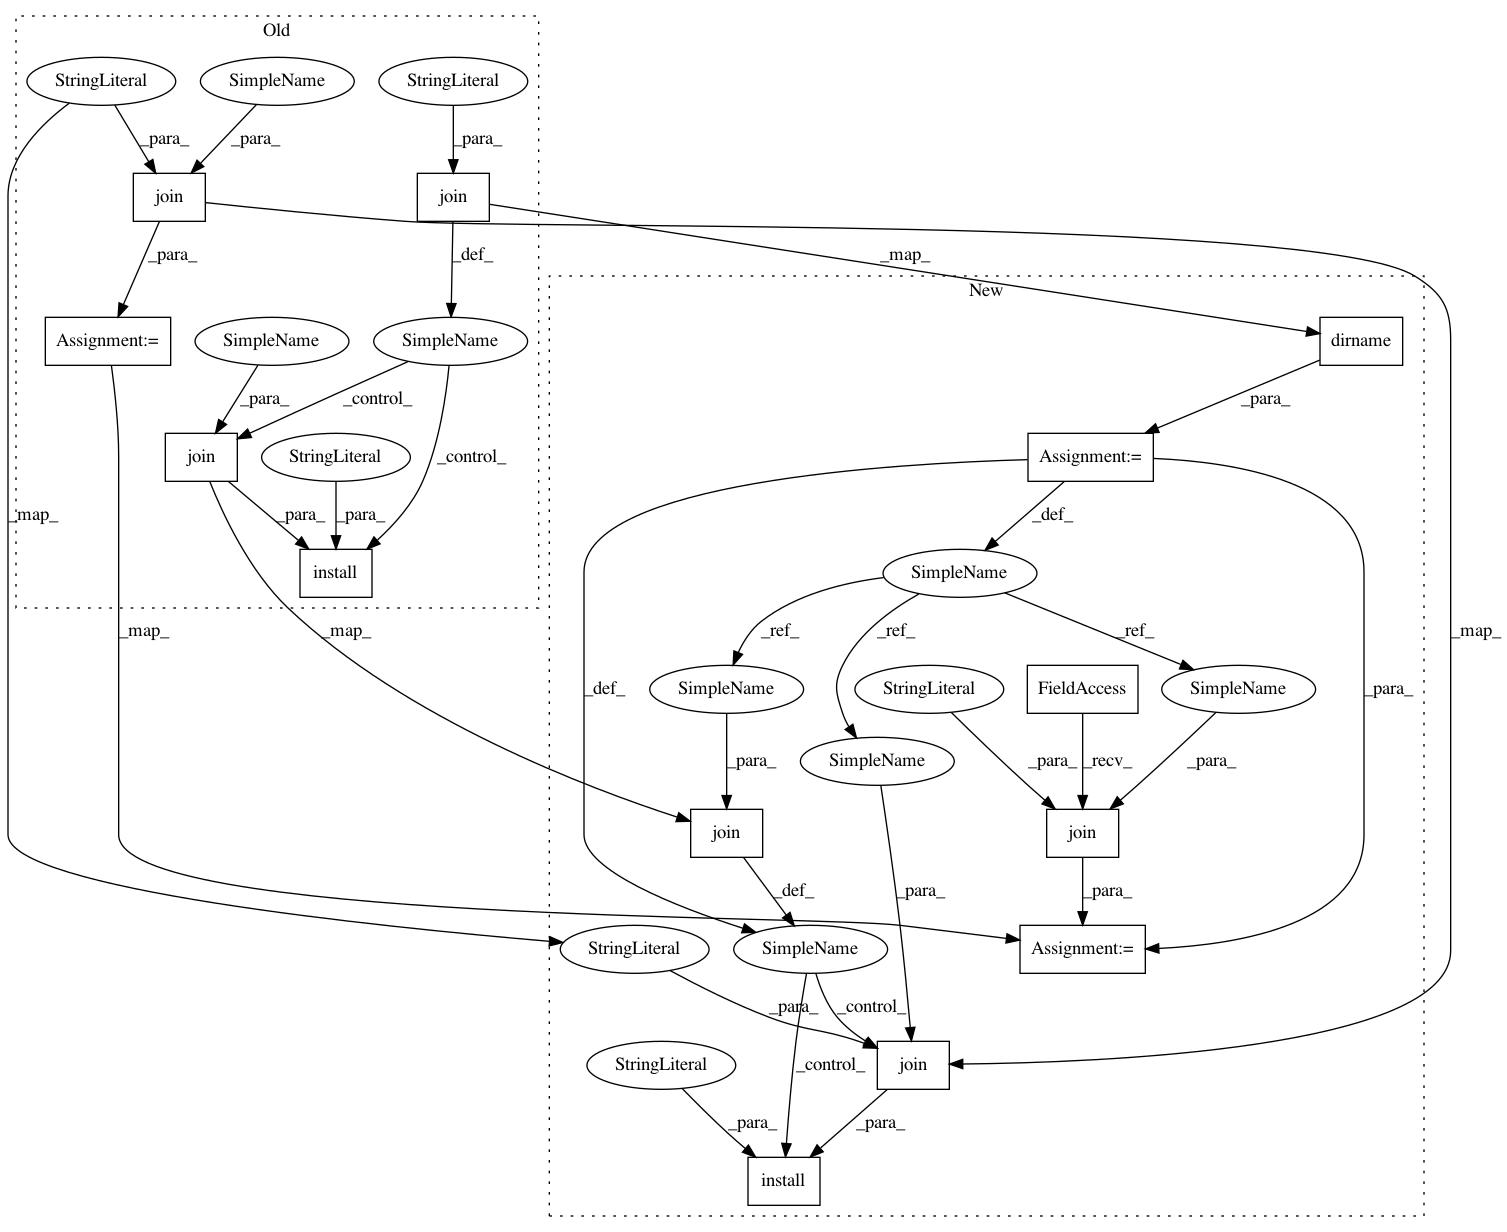 Old
StringLiteral
SimpleName
StringLiteral
_para_
_para_
_para_
join
join
_para_
_def_
_map_
New
Assignment:=
SimpleName
SimpleName
dirname
_para_
_control_
_para_
join
StringLiteral
_control_
Assignment:=
_map_
_para_
_para_
_def_
install
SimpleName
_map_
_map_
_ref_
_ref_
_ref_
_map_
_def_
SimpleName
StringLiteral
FieldAccess
SimpleName
_para_
_para_
SimpleName
_para_
_recv_
_para_
join
join
_def_
_para_
_para_
StringLiteral
SimpleName
Assignment:=
_para_
_control_
StringLiteral
_control_
join
_para_
_para_
install